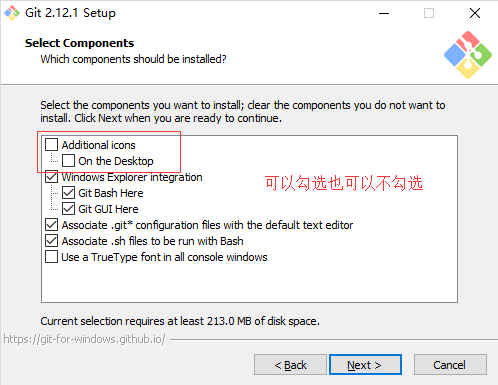 Git 2.12.1 Setup
Select Components
Which components should be installed?
Select the components you want to install; clear the components you do not want to
install. Click Next when you are ready to continue.
Additional icons
On the Desktop
Windows Explorer integration
可以勾选也可以不勾选
Git Bash Here
Git GUI Here
Associate .git* configuration files with the default text editor
Associate .sh files to be run with Bash
Use a TrueType font in all console windows
Current selection requires at least 213.0 MB of disk space.
https://git-for-windows.github.io/
< Back
Next >
Cancel